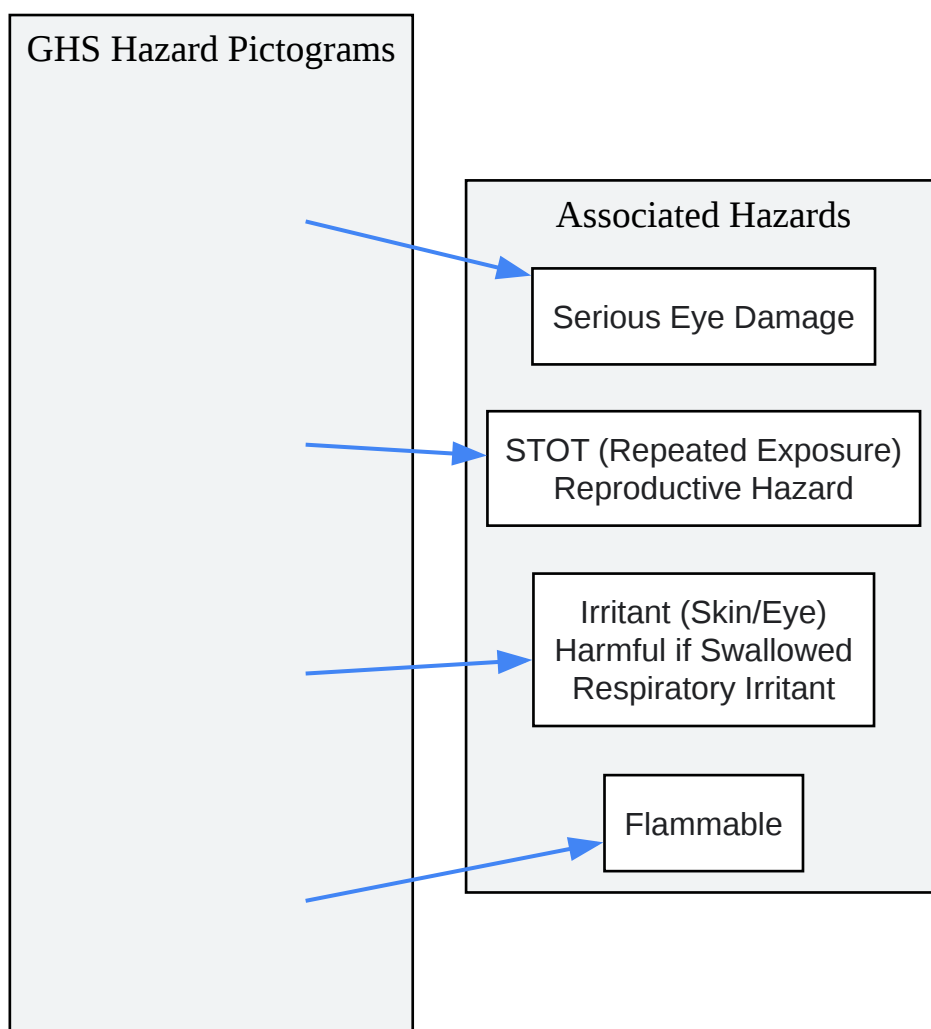 GHS Hazard Pictograms
Associated Hazards
Serious Eye Damage
STOT (Repeated Exposure)
Reproductive Hazard
Irritant (Skin/Eye)
Harmful if Swallowed
Respiratory Irritant
Flammable